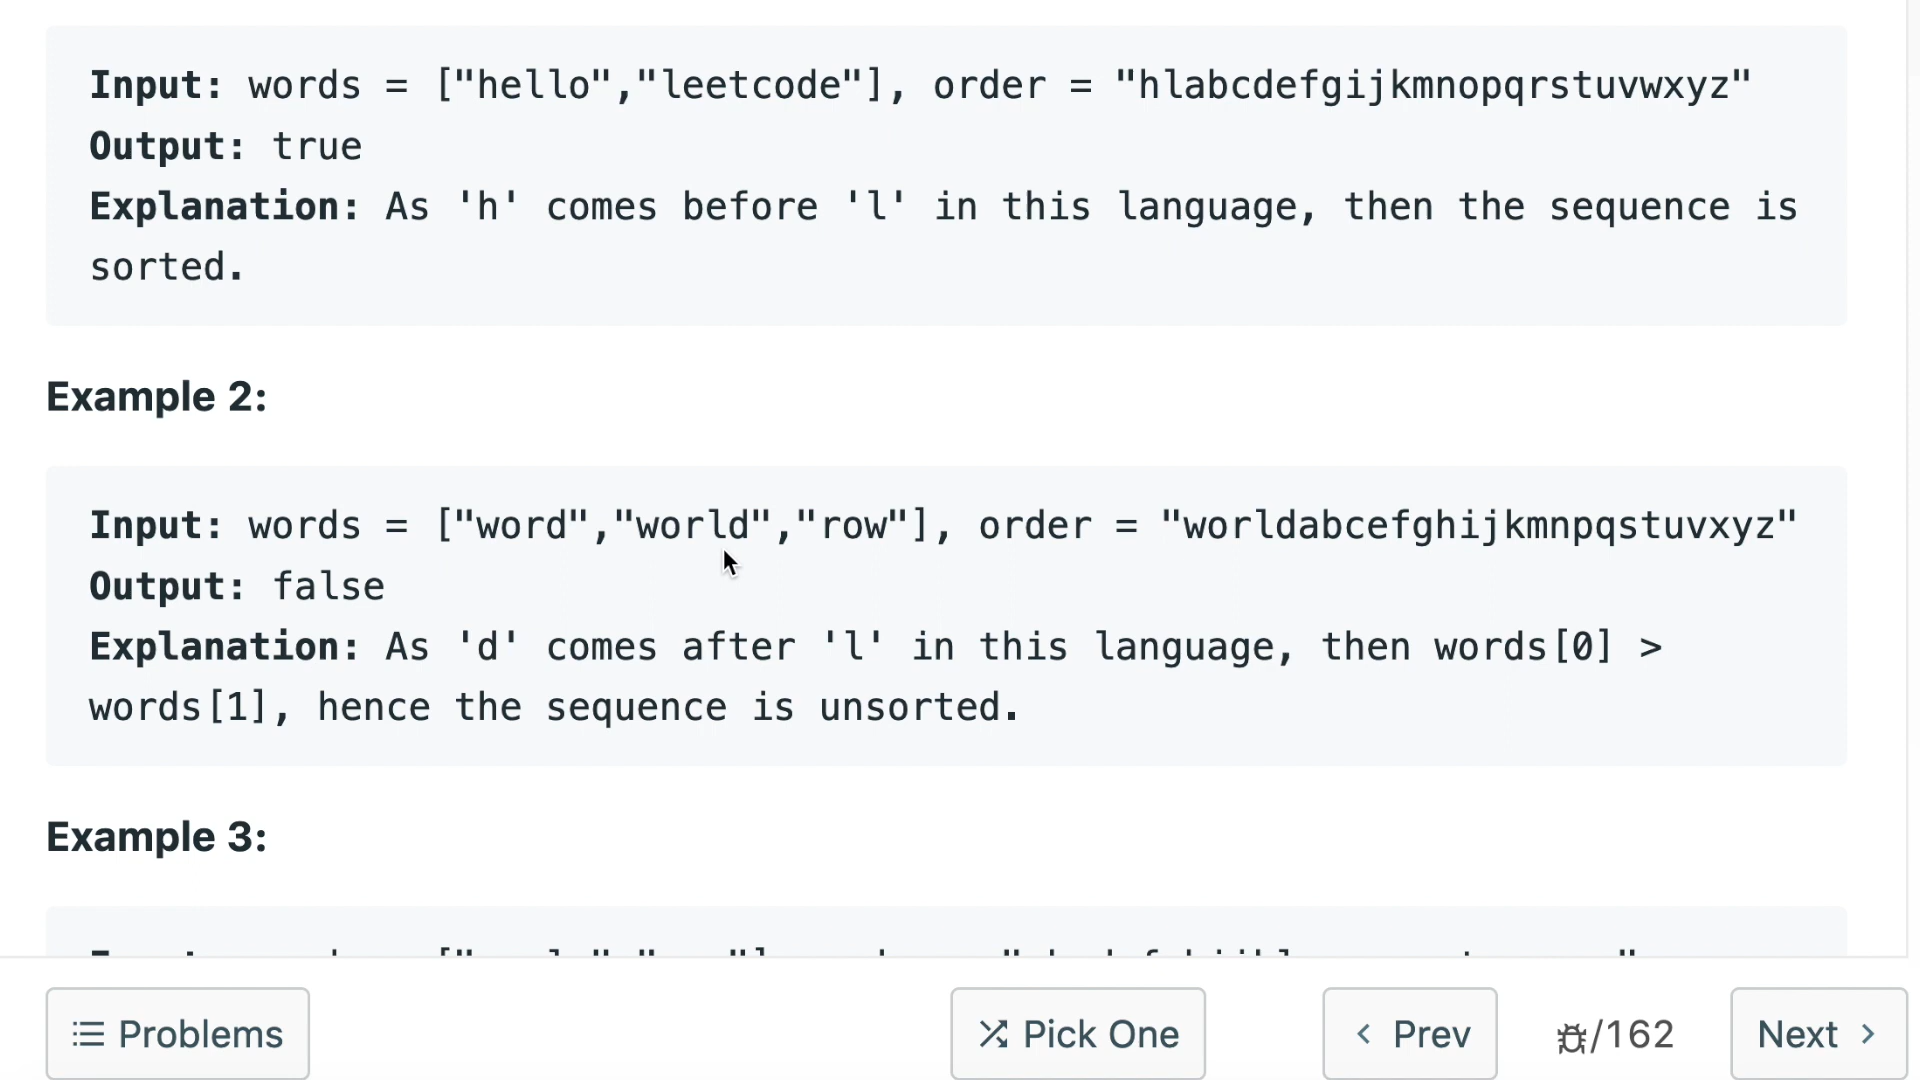 Input: words = ["hello","leetcode"], order = "hlabcdefgijkmnopqrstuvwxyz"
Output: true
Explanation: As 'h' comes before 'l' in this language, then the sequence is
sorted.
Example 2:
Input: words = ["word","world","row"], order = "worldabcefghijkmnpqstuvxyz"
Output: false
Explanation: As 'd' comes after 'l' in this language, then words[0] >
words[1], hence the sequence is unsorted.
Example 3:
Problems
Pick One
Prev
/162
Next